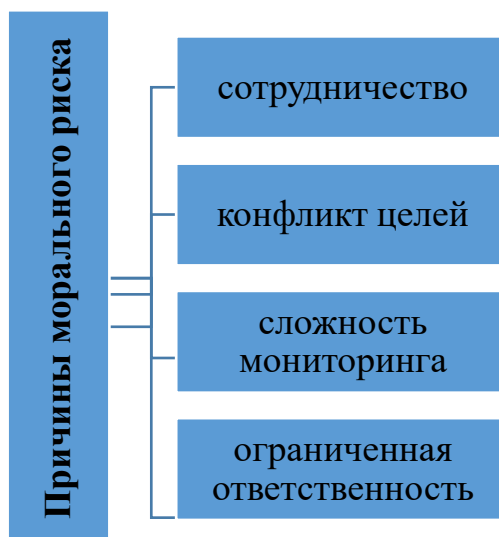 Причины морального риска
сотрудничество
конфликт целей
сложность
мониторинга
ограниченная
ответственность